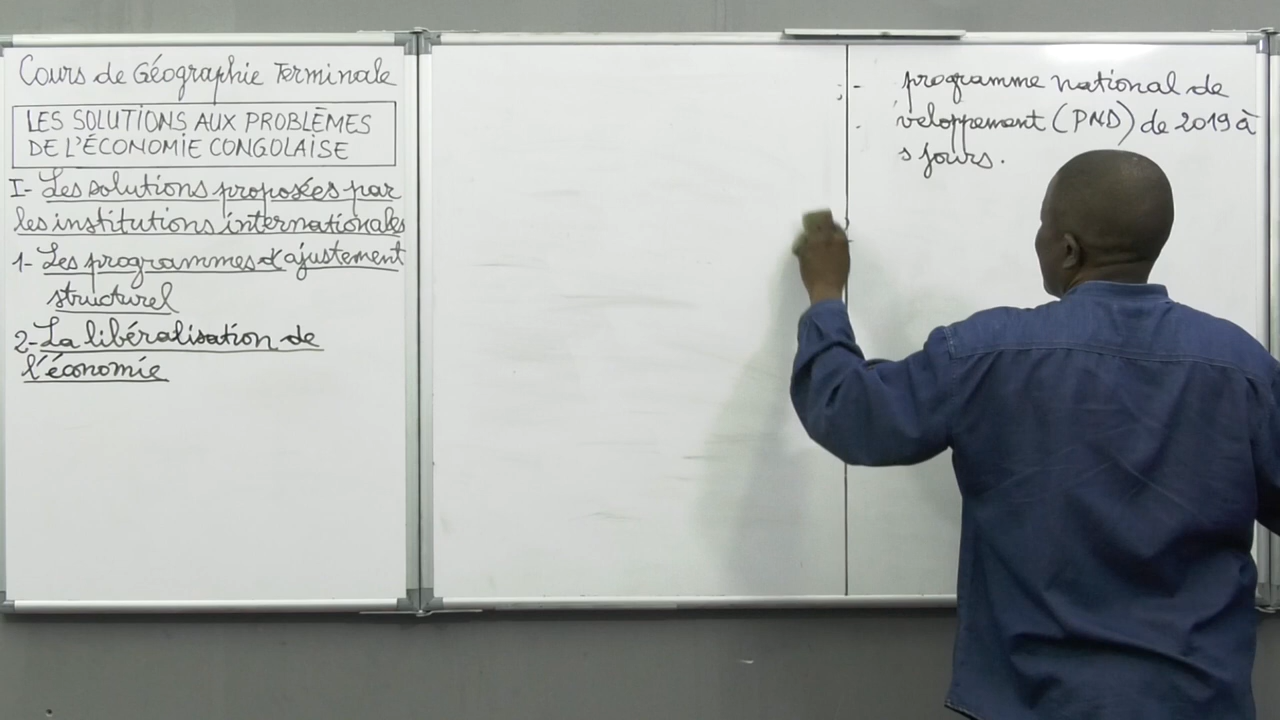 Cours de Géographie Terminale
LES SOLUTIONS AUX PROBLÈMES
DE L'ÉCONOMIE CONGOLAISE
I- Les solutions proposées par
les institutions internationales
1- Les programmes d'ajustement
structurel
2- La libéralisation de
l'économie
programme national de
veloppement (PND) de 2019 à
s jours.